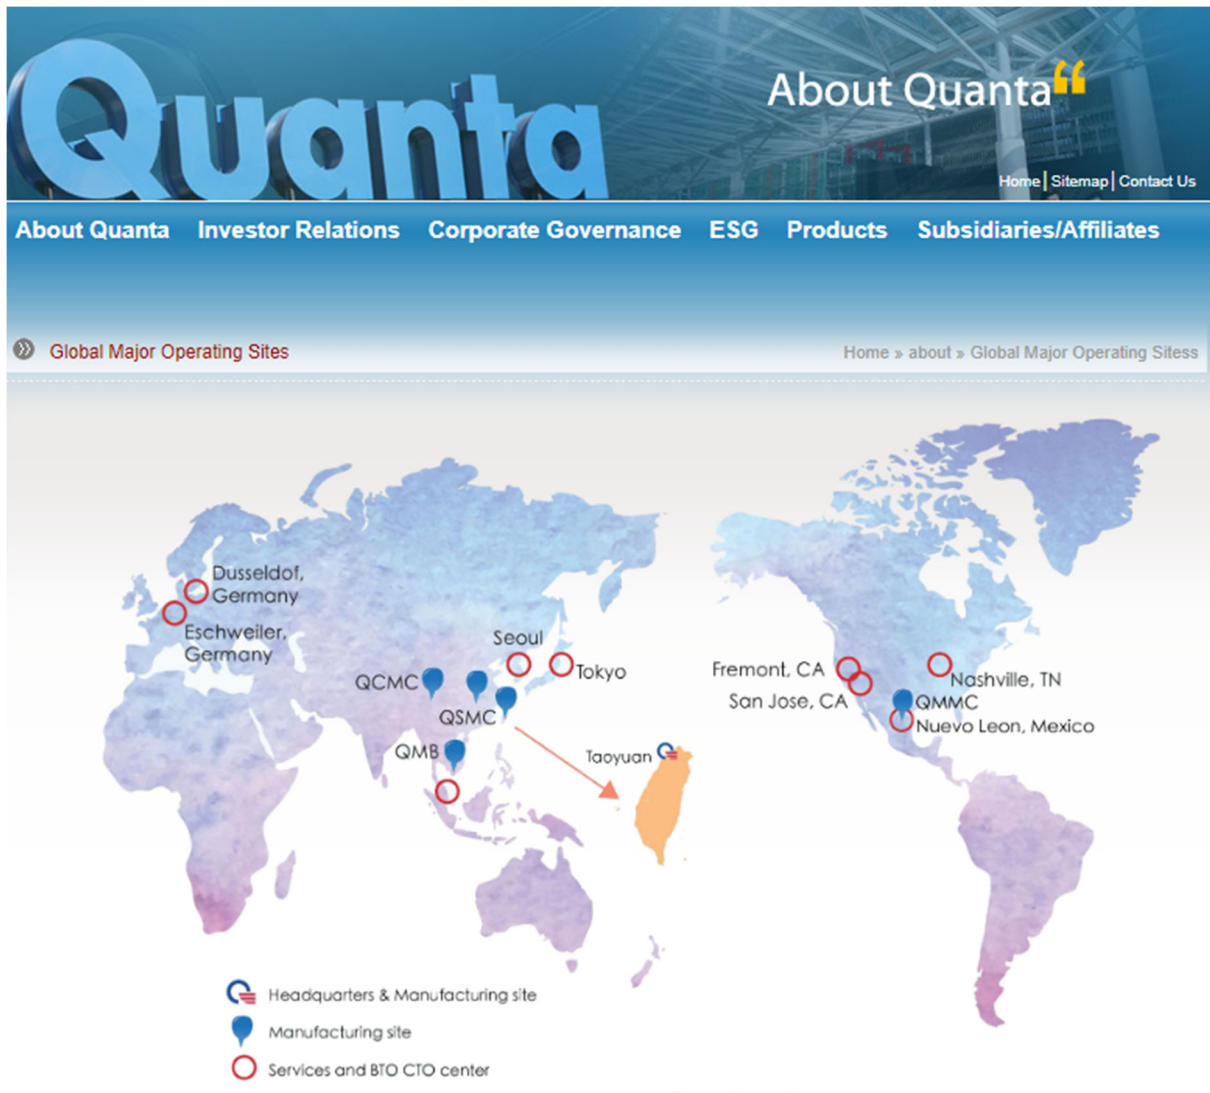 Quanta
About Quanta“
Home | Sitemap | Contact Us
About Quanta Investor Relations Corporate Governance ESG Products Subsidiaries/Affiliates
Global Major Operating Sites
Home » about » Global Major Operating Sitess
Dusseldof,
Germany
Eschweiler,
Germany
Seoul
Tokyo
QCMC
QSMC
QMB
Taoyuan
Fremont, CA
San Jose, CA
Nashville, TN
QMMC
Nuevo Leon, Mexico
Headquarters & Manufacturing site
Manufacturing site
Services and BTO CTO center